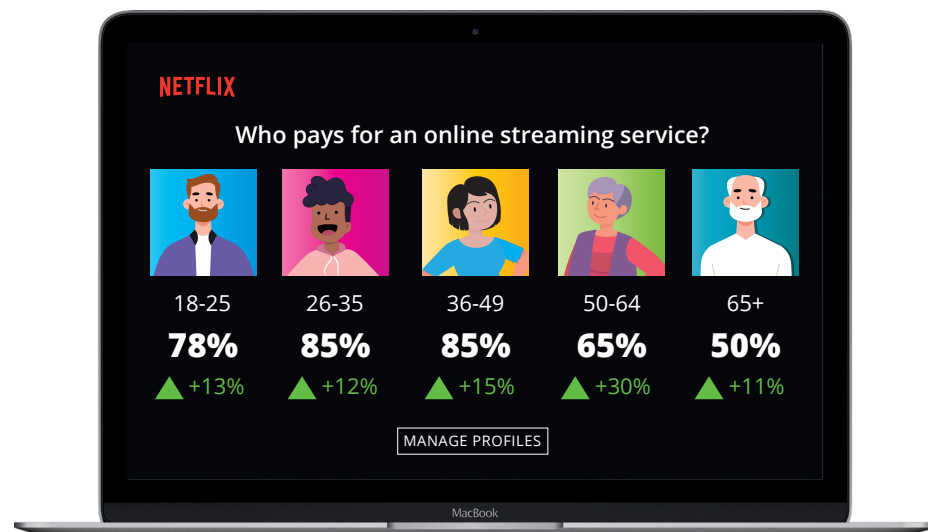 NETFLIX
Who pays for an online streaming service?
18-25 26-35 36-49 50-64 65+
78% 85% 85% 65% 50%
+13% +12% +15% +30% +11%
MANAGE PROFILES
MacBook